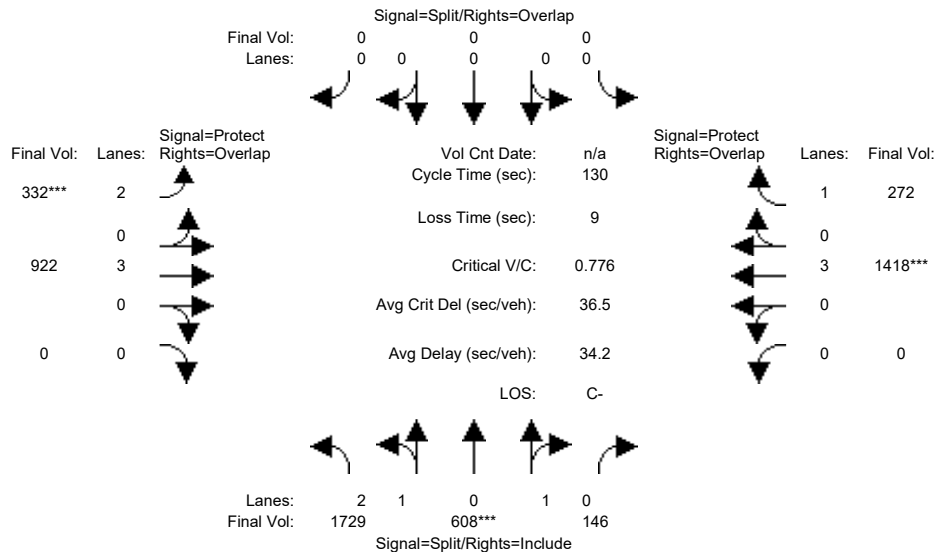 Signal=Split/Rights=Overlap
Final Vol: 0 0 0
Lanes: 0 0 0 0 0
Signal=Protect Signal=Protect
Final Vol: Lanes: Rights=Overlap Vol Cnt Date: n/a Rights=Overlap Lanes: Final Vol:
Cycle Time (sec): 130
332*** 2 1 272
Loss Time (sec): 9
0 0
922 3 Critical V/C: 0.776 3 1418***
0 Avg Crit Del (sec/veh): 36.5 0
0 0 Avg Delay (sec/veh): 34.2 0 0
LOS: C-
Lanes: 2 1 0 1 0
Final Vol: 1729 608*** 146
Signal=Split/Rights=Include